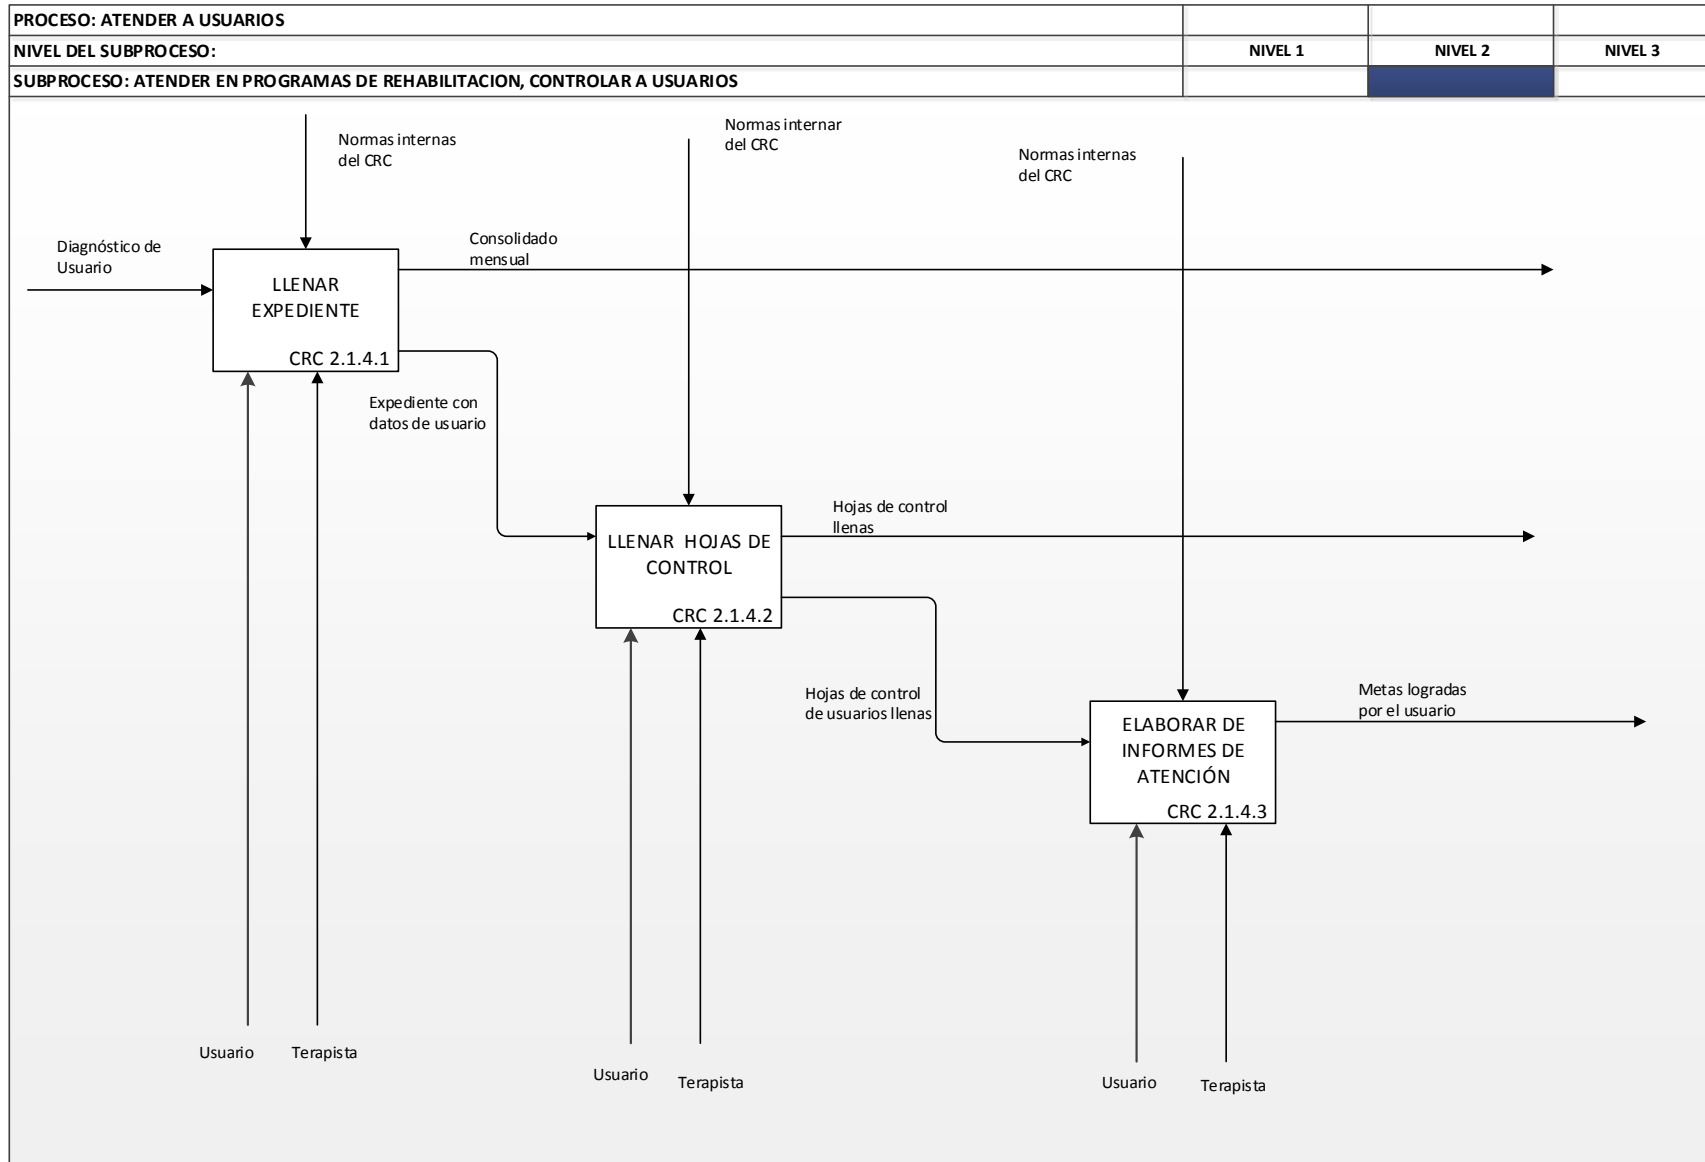 PROCESO: ATENDER A USUARIOS
NIVEL DEL SUBPROCESO:
NIVEL 1
NIVEL 2
NIVEL 3
SUBPROCESO: ATENDER EN PROGRAMAS DE REHABILITACION, CONTROLAR A USUARIOS
Normas internas
del CRC
Normas internar
del CRC
Normas internas
del CRC
Diagnóstico de
Usuario
Consolidado
mensual
LLENAR
EXPEDIENTE
CRC 2.1.4.1
Expediente con
datos de usuario
Hojas de control
llenas
LLENAR HOJAS DE
CONTROL
CRC 2.1.4.2
Hojas de control
de usuarios llenas
Metas logradas
por el usuario
ELABORAR DE
INFORMES DE
ATENCIÓN
CRC 2.1.4.3
Usuario
Terapista
Usuario
Terapista
Usuario
Terapista